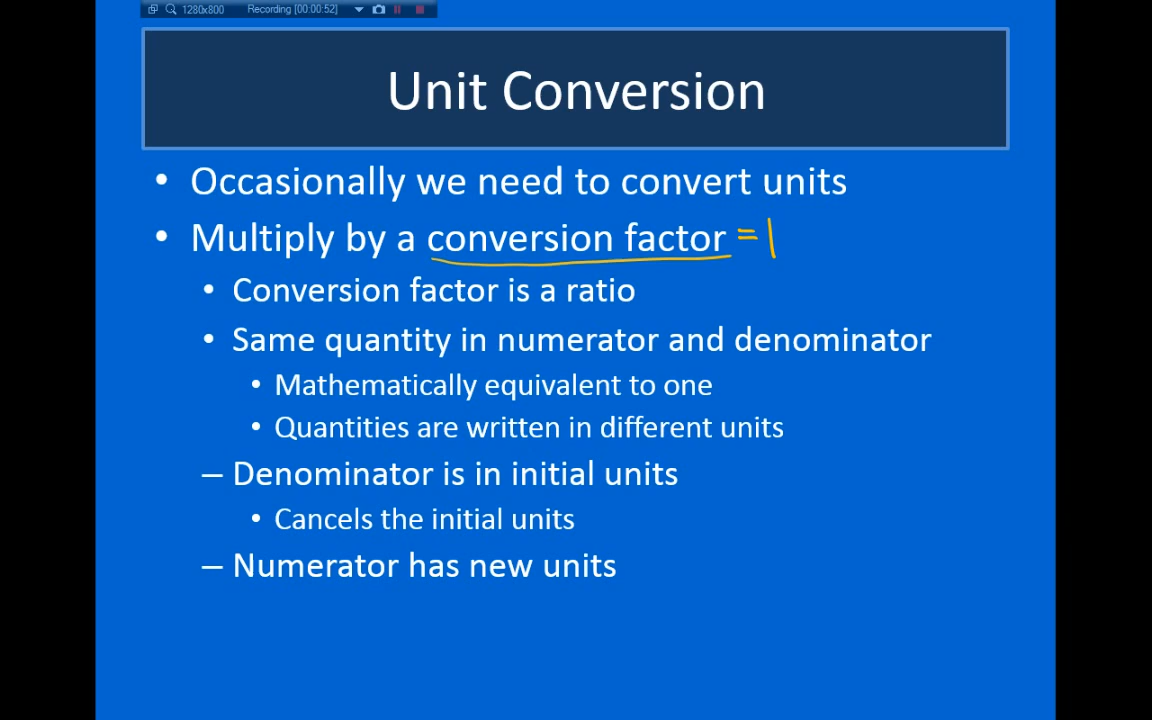 1280x800 Recording [00:00:52]
Unit Conversion
• Occasionally we need to convert units
• Multiply by a conversion factor = 1
• Conversion factor is a ratio
• Same quantity in numerator and denominator
• Mathematically equivalent to one
• Quantities are written in different units
– Denominator is in initial units
• Cancels the initial units
– Numerator has new units